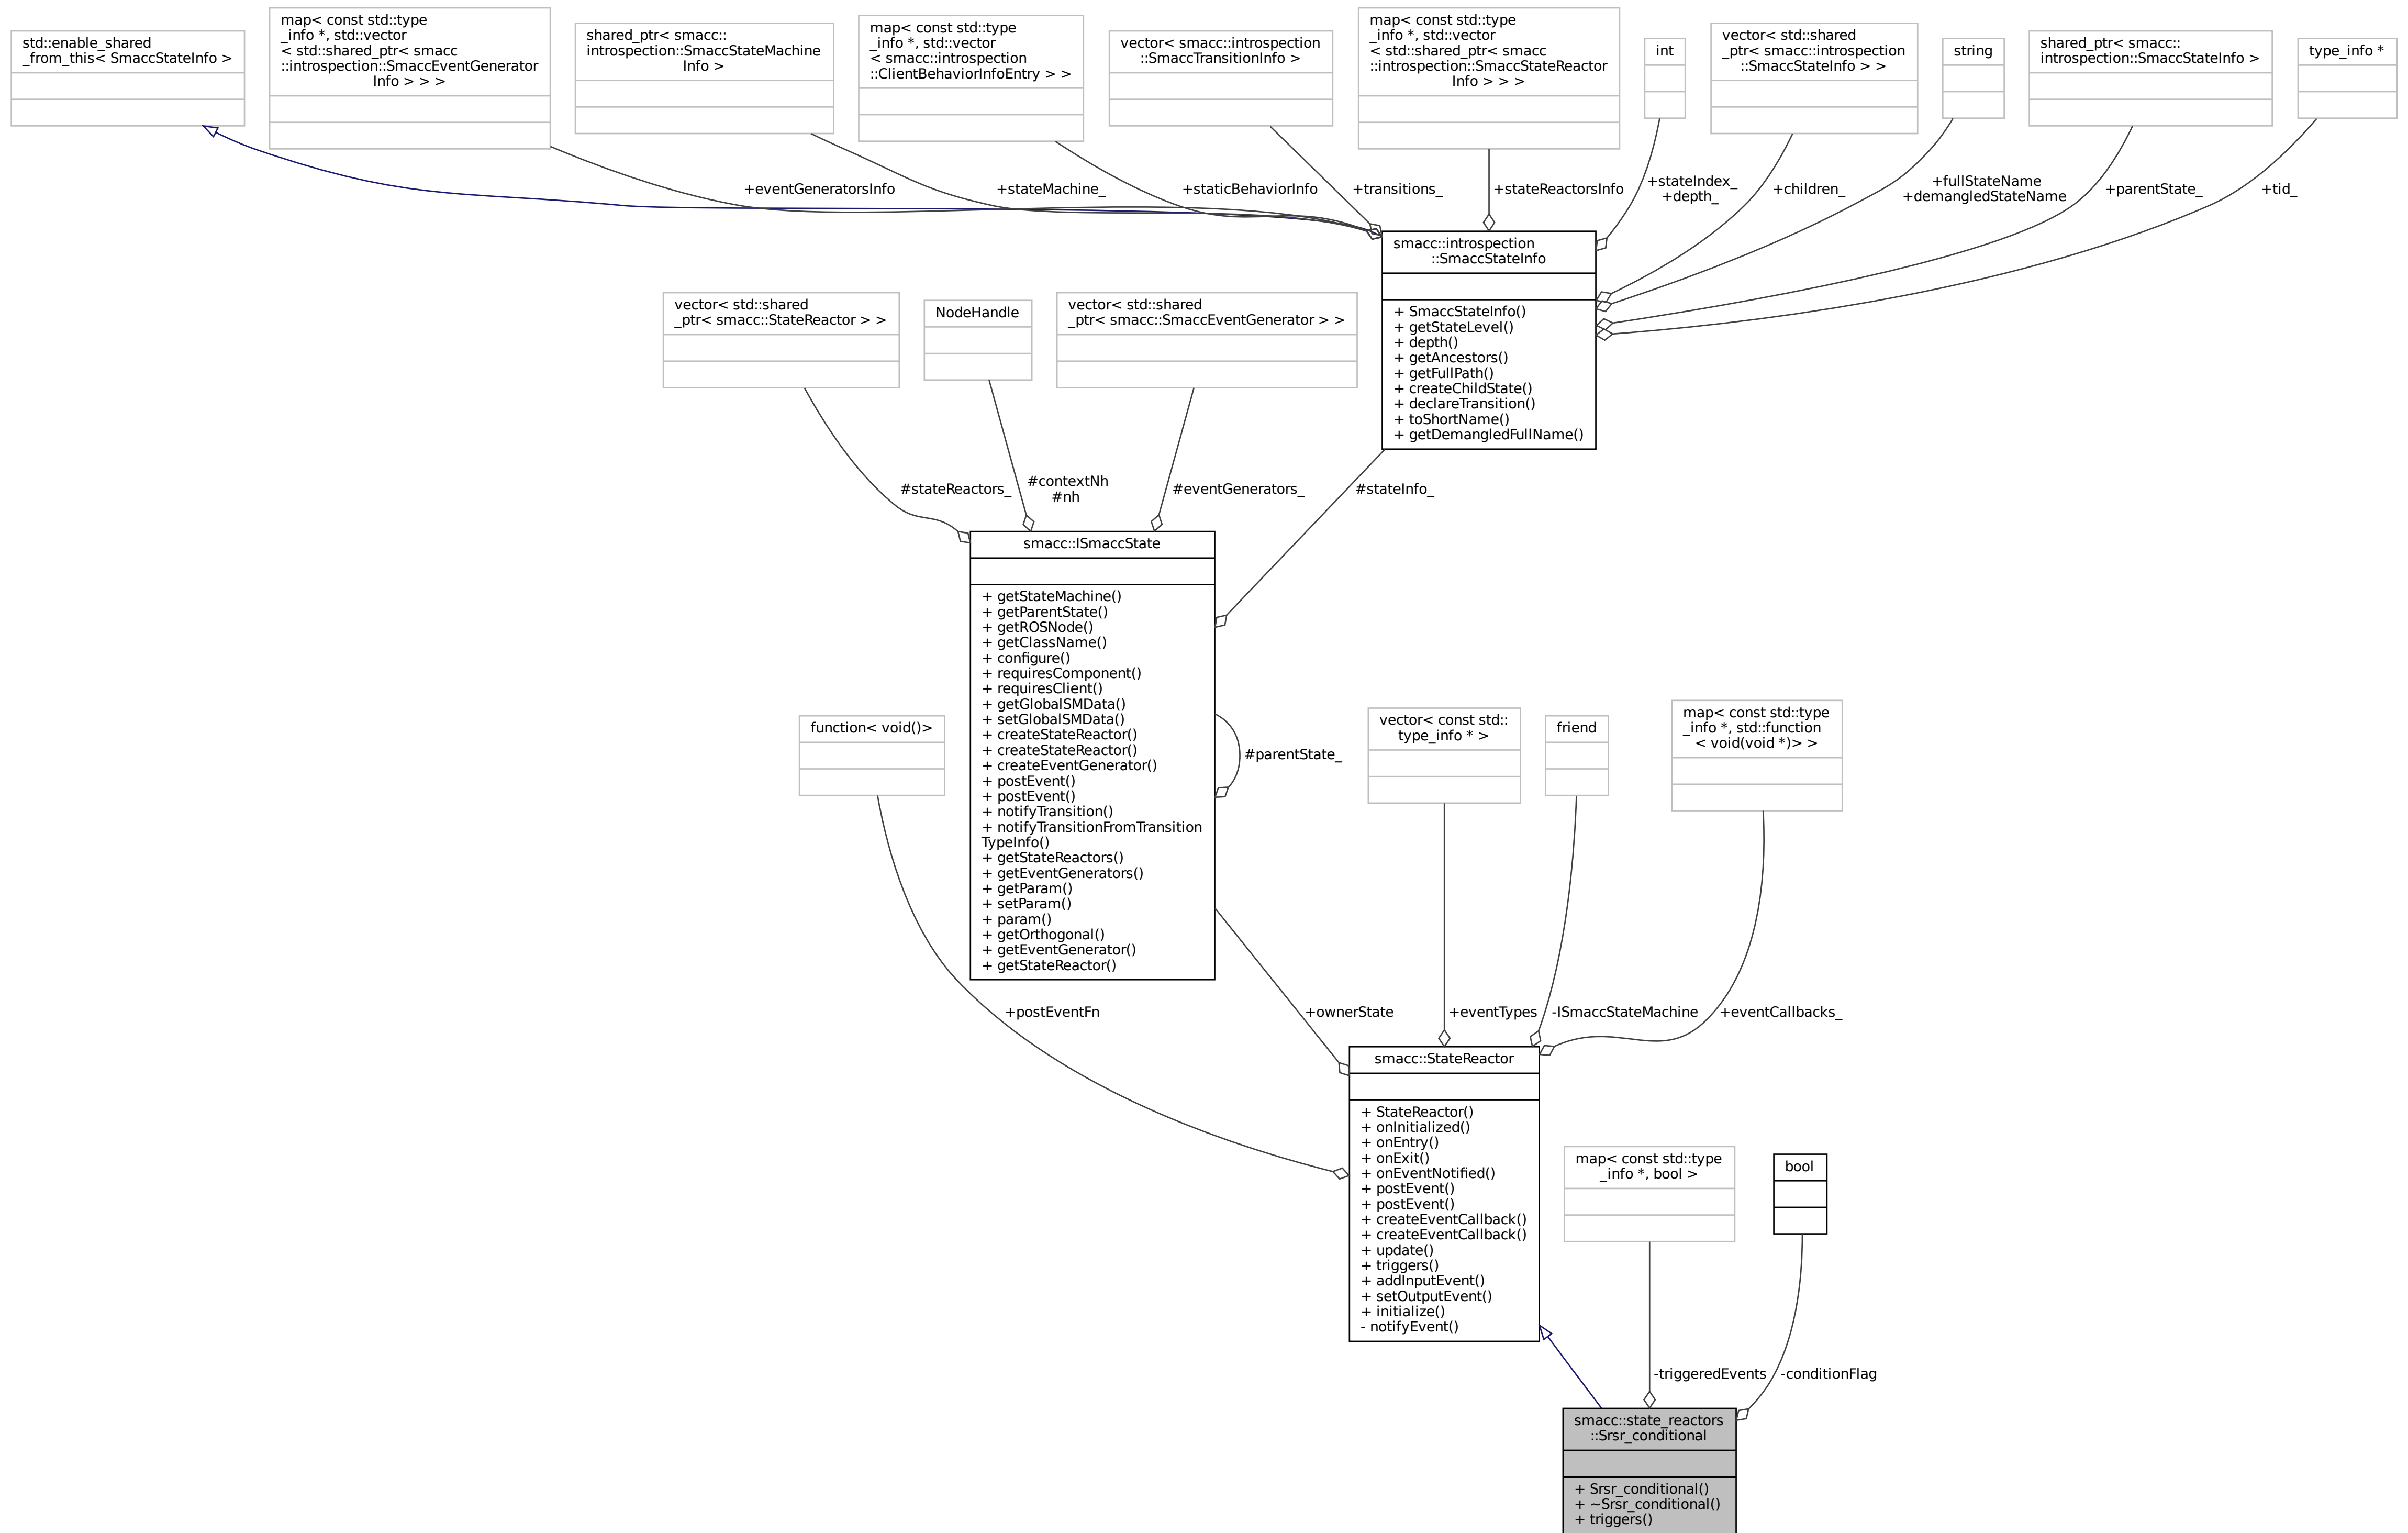 std::enable_shared
_from_this< SmaccStateInfo >
map< const std::type
_info *, std::vector
< std::shared_ptr< smacc
::introspection::SmaccEventGenerator
Info > > >
shared_ptr< smacc::
introspection::SmaccStateMachine
Info >
map< const std::type
_info *, std::vector
< smacc::introspection
::ClientBehaviorInfoEntry > >
vector< smacc::introspection
::SmaccTransitionInfo >
map< const std::type
_info *, std::vector
< std::shared_ptr< smacc
::introspection::SmaccStateReactor
Info > > >
int
vector< std::shared
_ptr< smacc::introspection
::SmaccStateInfo > >
string
shared_ptr< smacc::
introspection::SmaccStateInfo >
type_info *
+eventGeneratorsInfo
+stateMachine_
+staticBehaviorInfo
+transitions_
+stateReactorsInfo
+stateIndex_
+depth_
+children_
+fullStateName
+demangledStateName
+parentState_
+tid_
smacc::introspection
::SmaccStateInfo
+ SmaccStateInfo()
+ getStateLevel()
+ depth()
+ getAncestors()
+ getFullPath()
+ createChildState()
+ declareTransition()
+ toShortName()
+ getDemangledFullName()
vector< std::shared
_ptr< smacc::StateReactor > >
NodeHandle
vector< std::shared
_ptr< smacc::SmaccEventGenerator > >
#stateReactors_
#contextNh
#nh
#eventGenerators_
#stateInfo_
smacc::ISmaccState
+ getStateMachine()
+ getParentState()
+ getROSNode()
+ getClassName()
+ configure()
+ requiresComponent()
+ requiresClient()
+ getGlobalSMData()
+ setGlobalSMData()
+ createStateReactor()
+ createStateReactor()
+ createEventGenerator()
+ postEvent()
+ postEvent()
+ notifyTransition()
+ notifyTransitionFromTransition
TypeInfo()
+ getStateReactors()
+ getEventGenerators()
+ getParam()
+ setParam()
+ param()
+ getOrthogonal()
+ getEventGenerator()
+ getStateReactor()
#parentState_
function< void()>
vector< const std::
type_info * >
friend
map< const std::type
_info *, std::function
< void(void *)> >
+postEventFn
+ownerState
+eventTypes
-ISmaccStateMachine
+eventCallbacks_
smacc::StateReactor
+ StateReactor()
+ onInitialized()
+ onEntry()
+ onExit()
+ onEventNotified()
+ postEvent()
+ postEvent()
+ createEventCallback()
+ createEventCallback()
+ update()
+ triggers()
+ addInputEvent()
+ setOutputEvent()
+ initialize()
- notifyEvent()
map< const std::type
_info *, bool >
bool
-triggeredEvents
-conditionFlag
smacc::state_reactors
::Srsr_conditional
+ Srsr_conditional()
+ ~Srsr_conditional()
+ triggers()